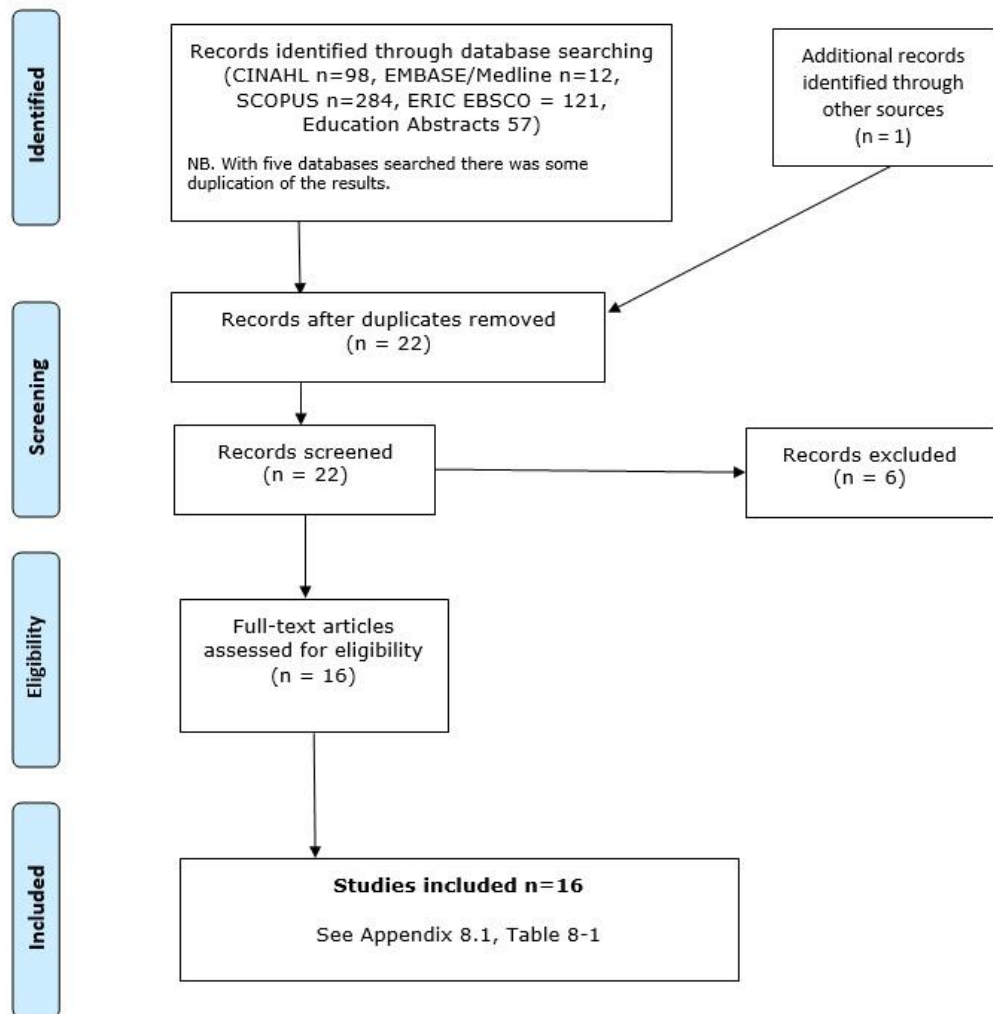 Identified
Records identified through database searching
(CINAHL n=98, EMBASE/Medline n=12,
SCOPUS n=284, ERIC EBSCO = 121,
Education Abstracts 57)
NB. With five databases searched there was some
duplication of the results.
Additional records
identified through
other sources
(n = 1)
Screening
Records after duplicates removed
(n = 22)
Records screened
(n = 22)
Records excluded
(n = 6)
Eligibility
Full-text articles
assessed for eligibility
(n = 16)
Included
Studies included n=16
See Appendix 8.1, Table 8-1